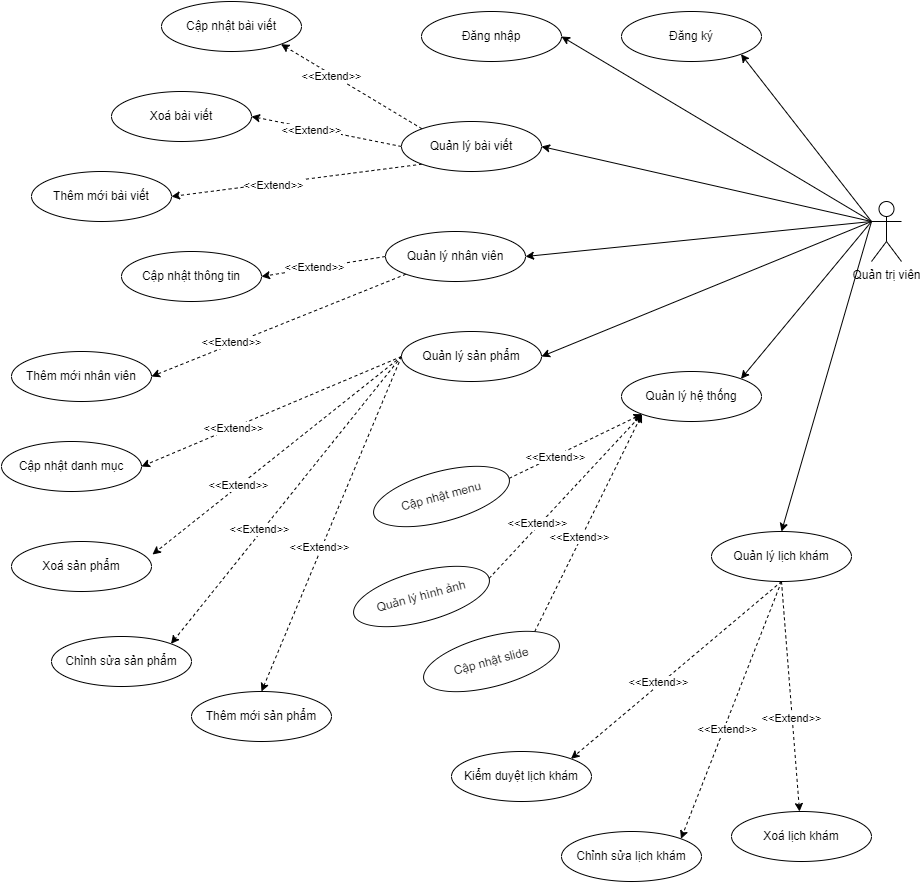 Cập nhật bài viết
Đăng nhập
Đăng ký
<<Extend>>
Xoá bài viết
<<Extend>>
Quản lý bài viết
Thêm mới bài viết
<<Extend>>
Quản lý nhân viên
Cập nhật thông tin
<<Extend>>
Quản trị viên
<<Extend>>
Thêm mới nhân viên
Quản lý sản phẩm
Quản lý hệ thống
<<Extend>>
Cập nhật danh mục
<<Extend>>
<<Extend>>
Cập nhật menu
<<Extend>>
<<Extend>>
<<Extend>>
<<Extend>>
<<Extend>>
Xoá sản phẩm
Quản lý lịch khám
Quản lý hình ảnh
Chỉnh sửa sản phẩm
Cập nhật slide
<<Extend>>
Thêm mới sản phẩm
<<Extend>>
<<Extend>>
Kiểm duyệt lịch khám
Xoá lịch khám
Chỉnh sửa lịch khám